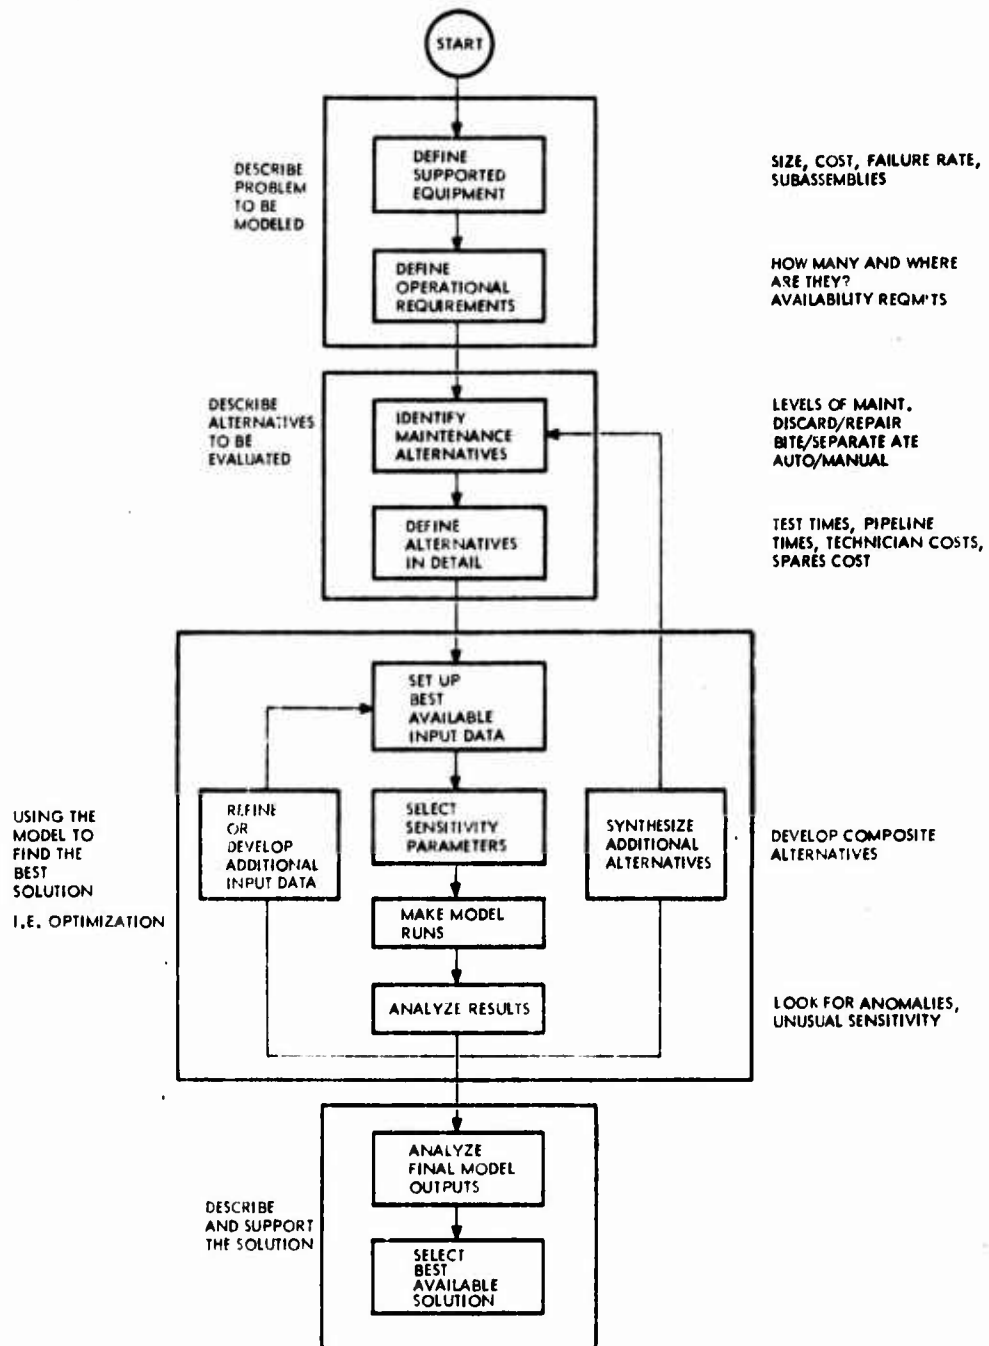 START
DESCRIBE
PROBLEM
TO BE
MODELED
DEFINE
SUPPORTED
EQUIPMENT
SIZE, COST, FAILURE RATE,
SUBASSEMBLIES
DEFINE
OPERATIONAL
REQUIREMENTS
HOW MANY AND WHERE
ARE THEY?
AVAILABILITY REQM'TS
DESCRIBE
ALTERNATIVES
TO BE
EVALUATED
IDENTIFY
MAINTENANCE
ALTERNATIVES
LEVELS OF MAINT.
DISCARD/REPAIR
BITE/SEPARATE ATE
AUTO/MANUAL
DEFINE
ALTERNATIVES
IN DETAIL
TEST TIMES, PIPELINE
TIMES, TECHNICIAN COSTS,
SPARES COST
SET UP
BEST
AVAILABLE
INPUT DATA
USING THE
MODEL TO
FIND THE
BEST
SOLUTION
I.E. OPTIMIZATION
REFINE
OR
DEVELOP
ADDITIONAL
INPUT DATA
SELECT
SENSITIVITY
PARAMETERS
SYNTHESIZE
ADDITIONAL
ALTERNATIVES
DEVELOP COMPOSITE
ALTERNATIVES
MAKE MODEL
RUNS
ANALYZE RESULTS
LOOK FOR ANOMALIES,
UNUSUAL SENSITIVITY
DESCRIBE
AND SUPPORT
THE SOLUTION
ANALYZE
FINAL MODEL
OUTPUTS
SELECT
BEST
AVAILABLE
SOLUTION